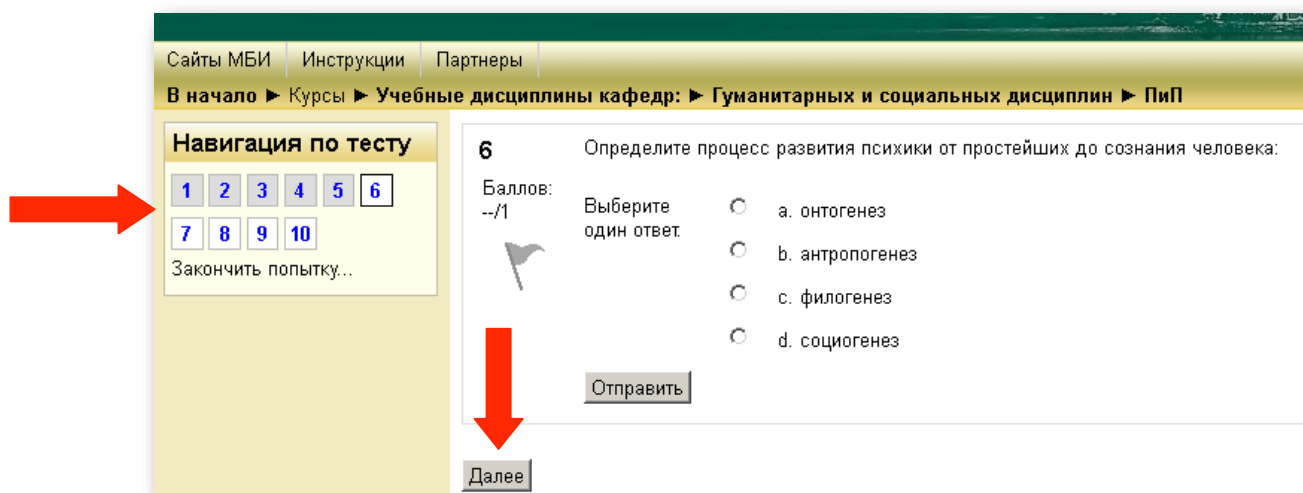 Сайты МБИ Инструкции Партнеры
В начало ► Курсы ► Учебные дисциплины кафедр: ► Гуманитарных и социальных дисциплин ► ПиП
Навигация по тесту
1 2 3 4 5 6
7 8 9 10
Закончить попытку...
6
Баллов:
--/1
Определите процесс развития психики от простейших до сознания человека:
Выберите
один ответ.
a. онтогенез
b. антропогенез
c. филогенез
d. социогенез
Отправить
Далее